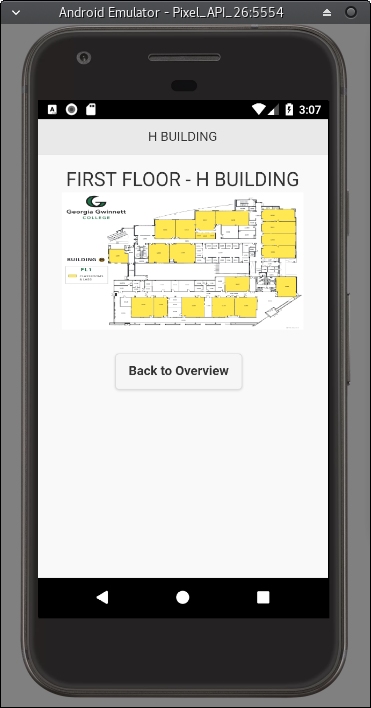 Android Emulator - Pixel_API_26:5554
3:07
H BUILDING
FIRST FLOOR - H BUILDING
Georgia Gwinnett
COLLEGE
BUILDING
FL 1
Back to Overview